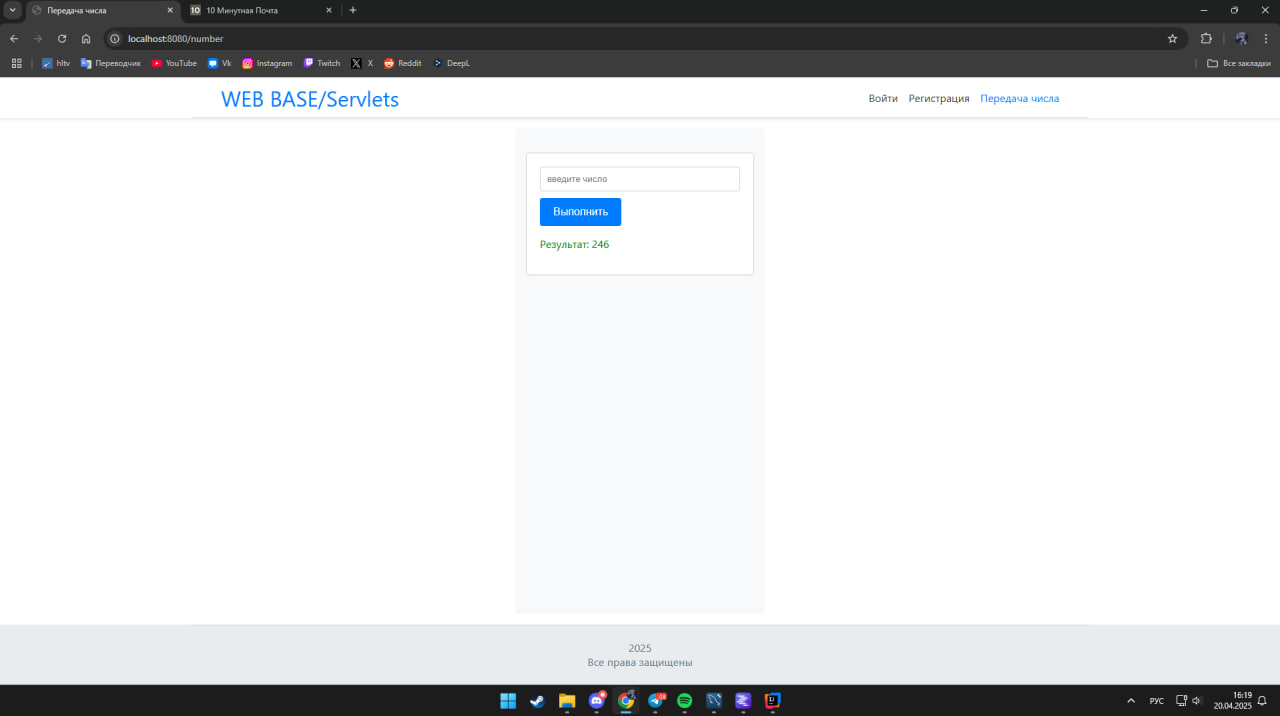 Передача числа
10 10 Минутная Почта
localhost:8080/number
hltv Переводчик YouTube Vk Instagram Twitch X Reddit DeepL Все закладки
WEB BASE/Servlets
Войти Регистрация Передача числа
введите число
Выполнить
Результат: 246
2025
Все права защищены
РУС
16:19
20.04.2025